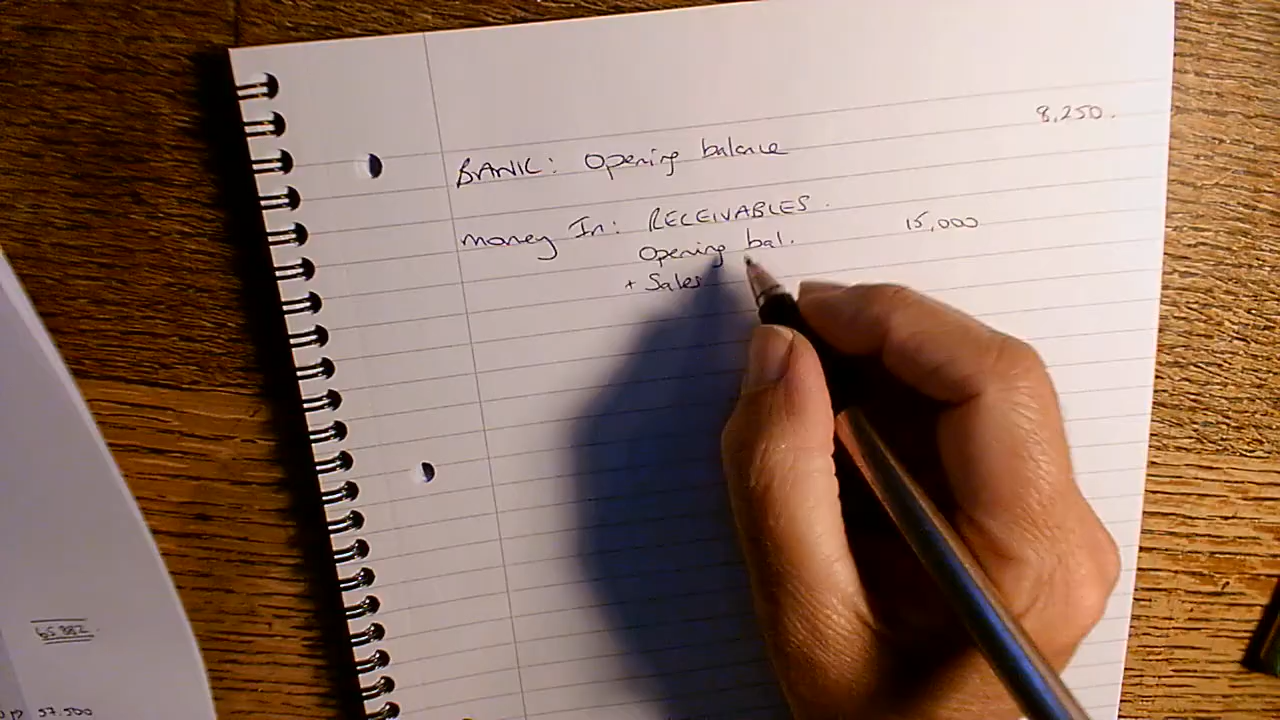 8,250.
BANK: Opening balance
money In: RECEIVABLES.
Opening bal. 15,000
+ Sales
65 882
57.500